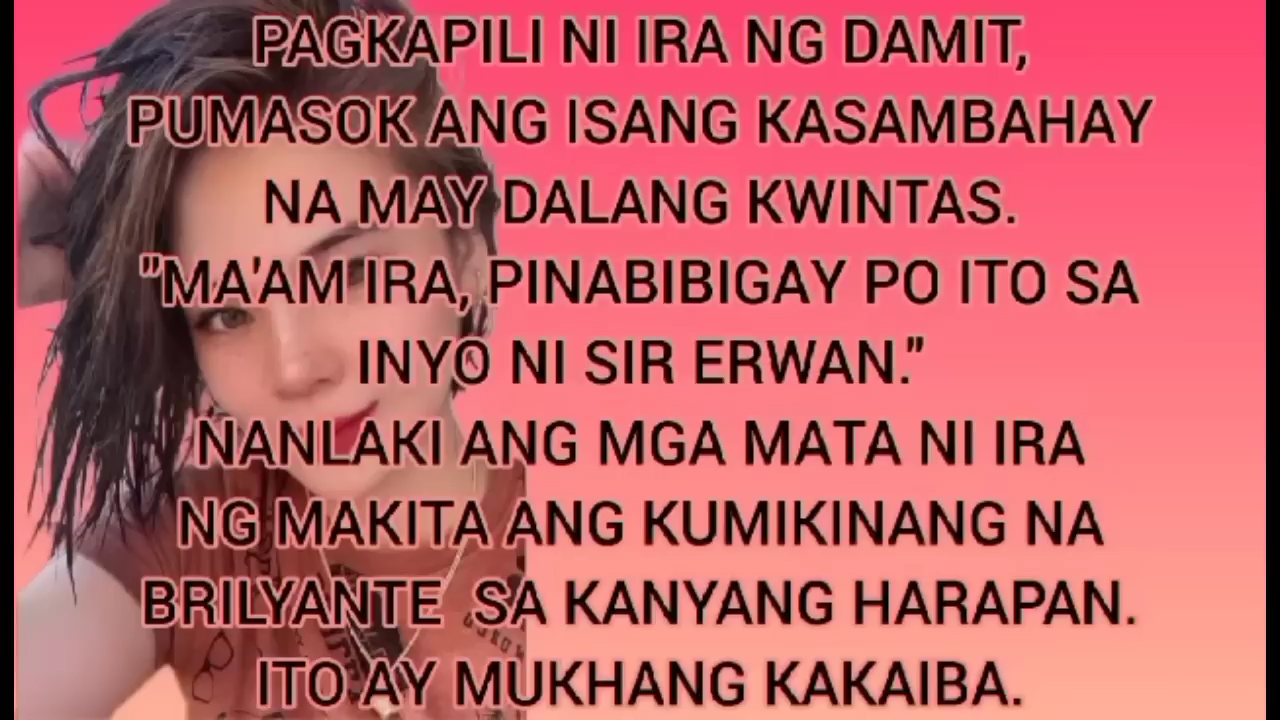 PAGKAPILI NI IRA NG DAMIT,
PUMASOK ANG ISANG KASAMBAHAY
NA MAY DALANG KWINTAS.
"MA'AM IRA, PINABIBIGAY PO ITO SA
INYO NI SIR ERWAN."
NANLAKI ANG MGA MATA NI IRA
NG MAKITA ANG KUMIKINANG NA
BRILYANTE SA KANYANG HARAPAN.
ITO AY MUKHANG KAKAIBA.